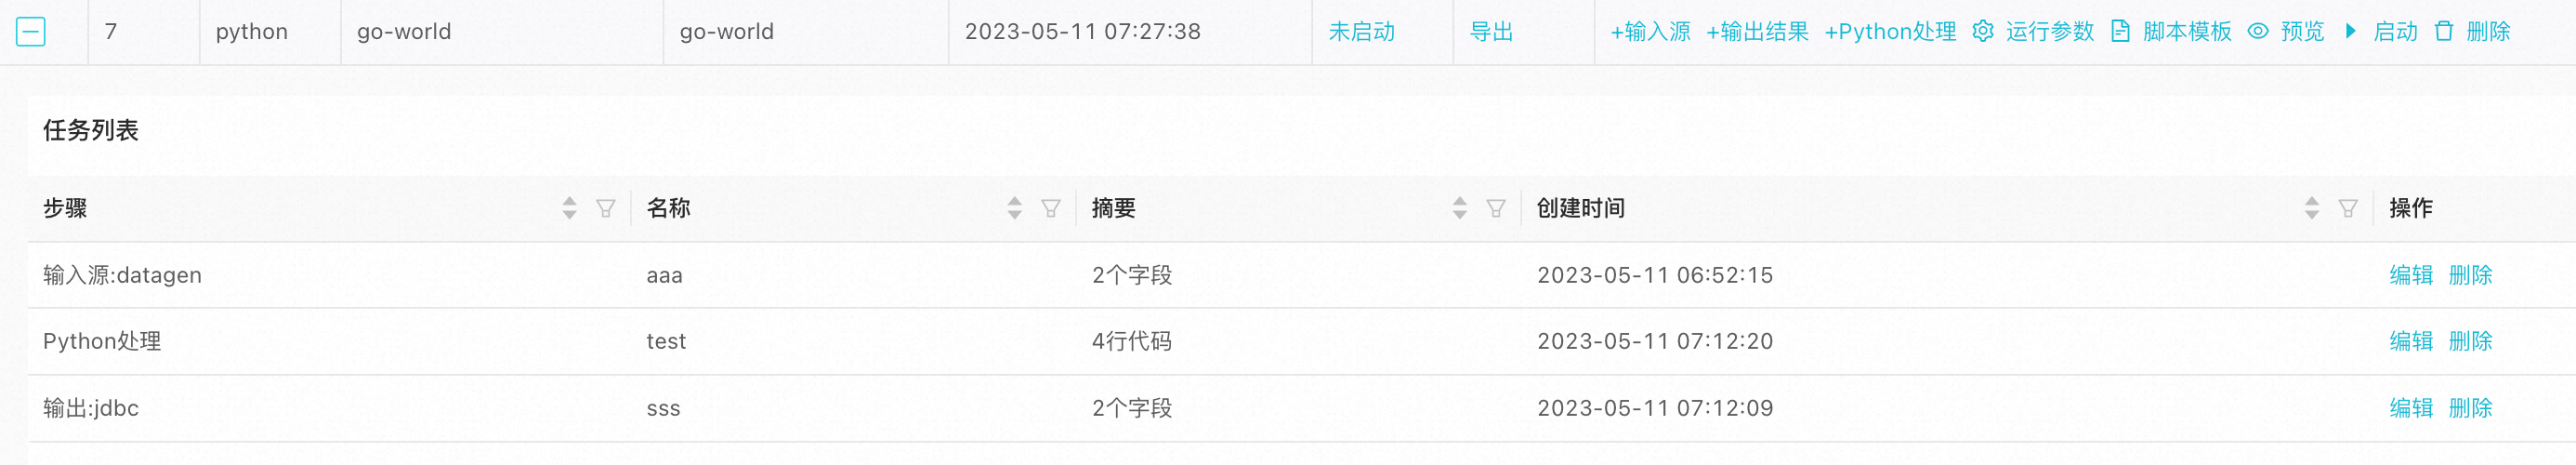 7 python go-world go-world 2023-05-11 07:27:38 未启动 导出 +输入源 +输出结果 +Python处理 运行参数 脚本模板 预览 启动 删除
任务列表
步骤 名称 摘要 创建时间 操作
输入源:datagen aaa 2个字段 2023-05-11 06:52:15 编辑 删除
Python处理 test 4行代码 2023-05-11 07:12:20 编辑 删除
输出:jdbc sss 2个字段 2023-05-11 07:12:09 编辑 删除